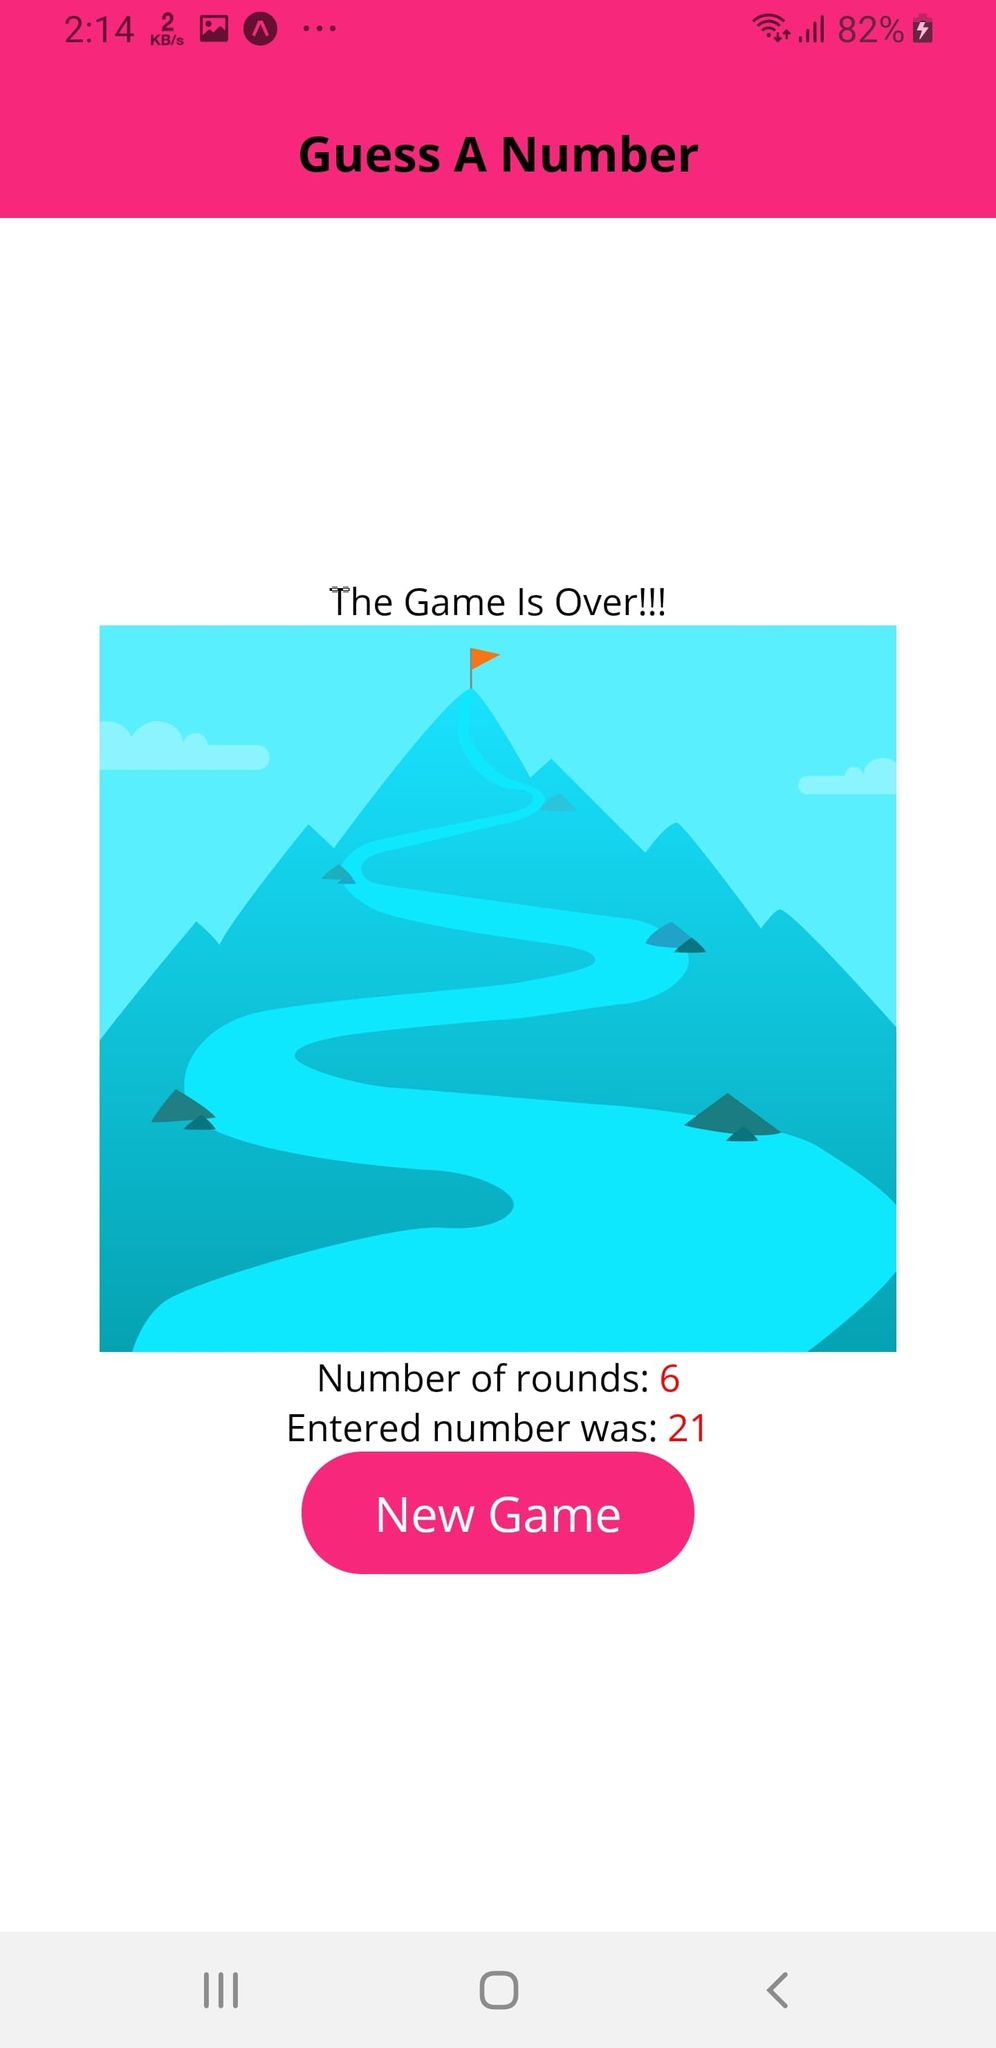 2:14 2 KB/s 82%
Guess A Number
The Game Is Over!!!
Number of rounds: 6
Entered number was: 21
New Game